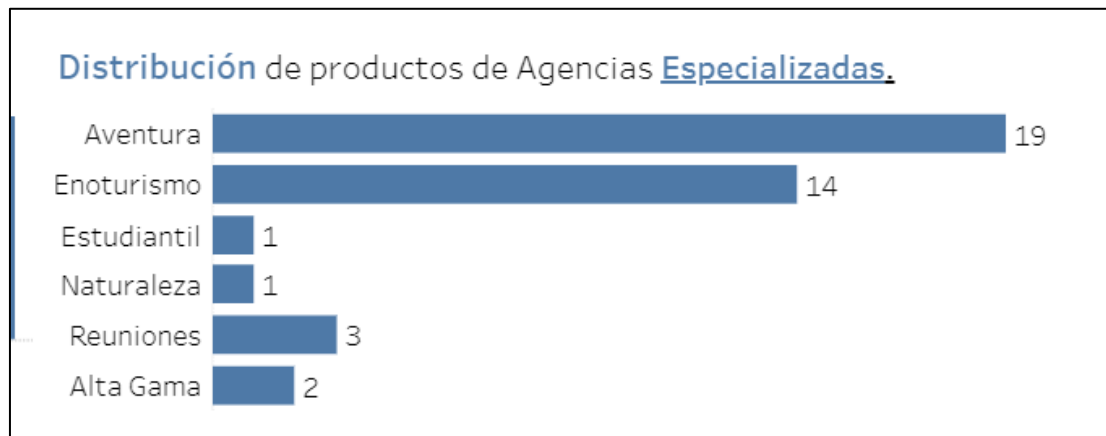 Distribución de productos de Agencias Especializadas.
Aventura 19
Enoturismo 14
Estudiantil 1
Naturaleza 1
Reuniones 3
Alta Gama 2